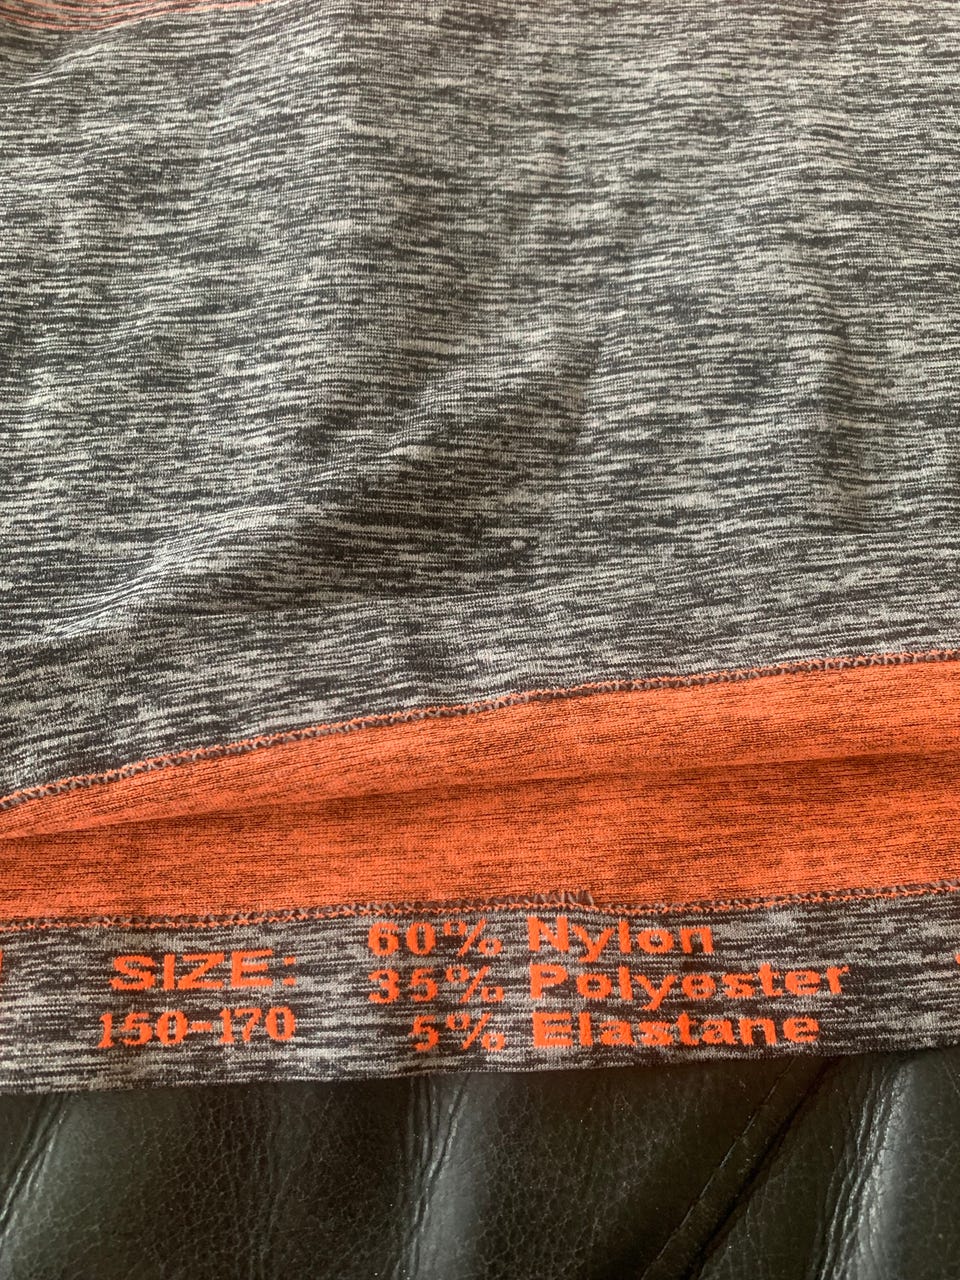 SIZE:
150-170
60% Nylon
35% Polyester
5% Elastane